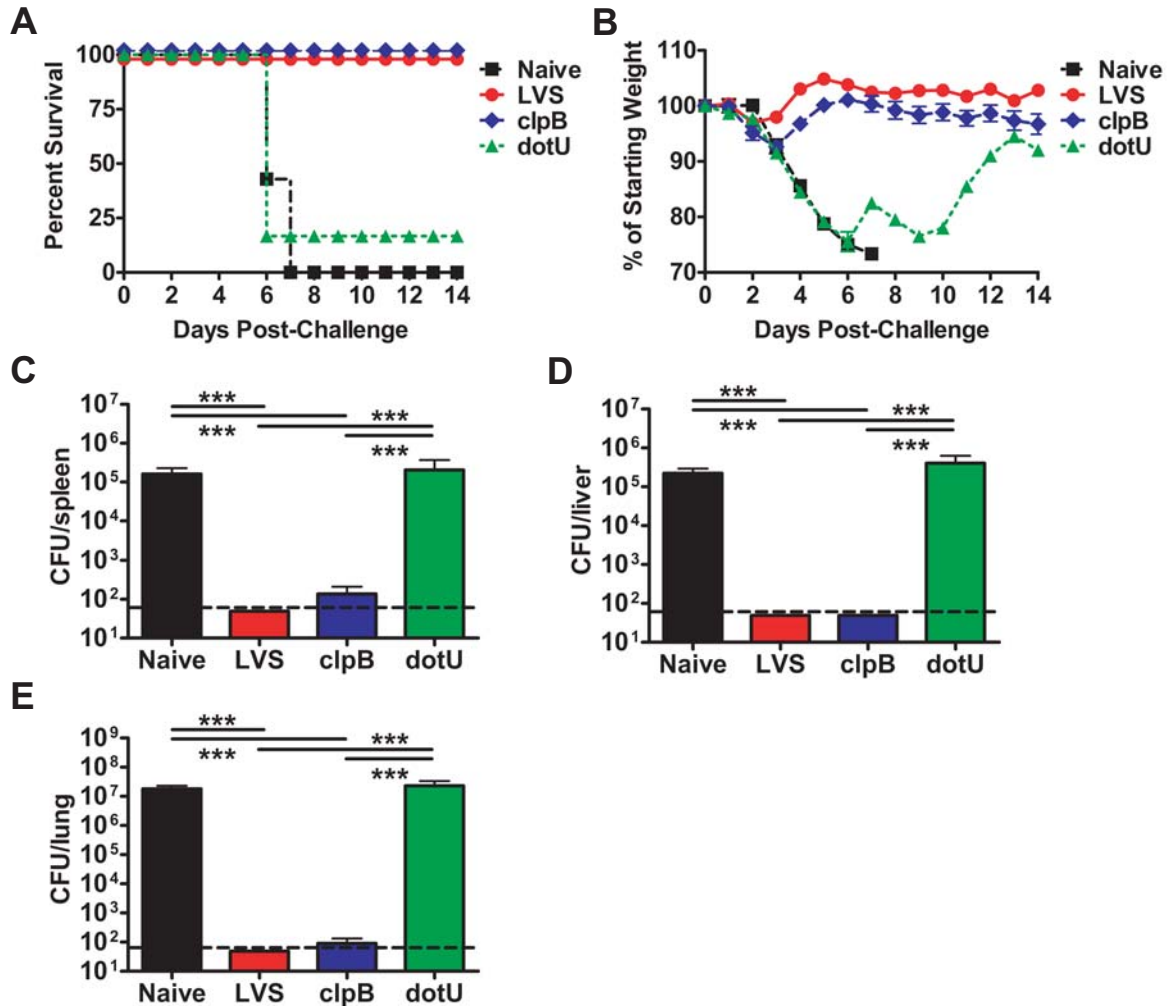 A
Percent Survival
100
75
50
25
0
0 2 4 6 8 10 12 14
Days Post-Challenge
Naive
LVS
clpB
dotU
B
% of Starting Weight
110
100
90
80
70
0 2 4 6 8 10 12 14
Days Post-Challenge
Naive
LVS
clpB
dotU
C
CFU/spleen
10⁷
10⁶
10⁵
10⁴
10³
10²
10¹
***
***
***
***
Naive LVS clpB dotU
D
CFU/liver
10⁷
10⁶
10⁵
10⁴
10³
10²
10¹
***
***
***
***
Naive LVS clpB dotU
E
CFU/lung
10⁹
10⁸
10⁷
10⁶
10⁵
10⁴
10³
10²
10¹
***
***
***
***
Naive LVS clpB dotU